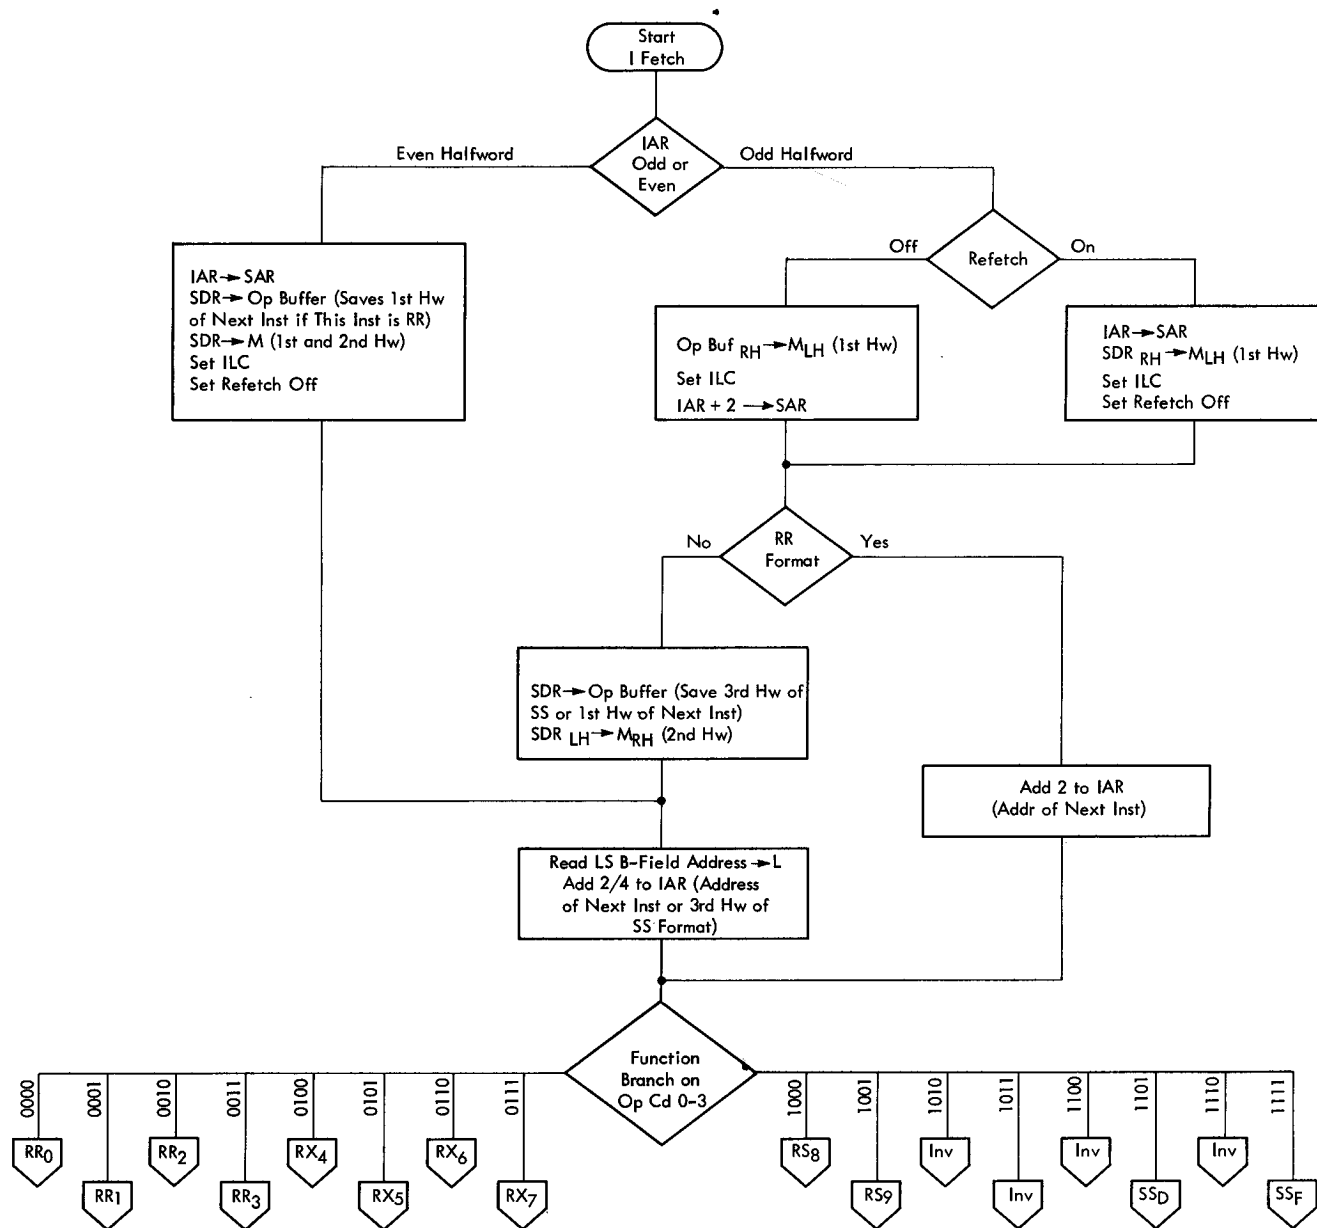 Start
I Fetch
IAR
Odd or
Even
Even Halfword
Odd Halfword
Refetch
Off
On
IAR→SAR
SDR→Op Buffer (Saves 1st Hw
of Next Inst if This Inst is RR)
SDR→M (1st and 2nd Hw)
Set ILC
Set Refetch Off
Op Buf RH→MLH (1st Hw)
Set ILC
IAR + 2 →SAR
IAR→SAR
SDR RH→MLH (1st Hw)
Set ILC
Set Refetch Off
RR
Format
No
Yes
SDR→Op Buffer (Save 3rd Hw of
SS or 1st Hw of Next Inst)
SDR LH→MRH (2nd Hw)
Add 2 to IAR
(Addr of Next Inst)
Read LS B-Field Address→L
Add 2/4 to IAR (Address
of Next Inst or 3rd Hw of
SS Format)
Function
Branch on
Op Cd 0-3
0000
0001
0010
0011
0100
0101
0110
0111
1000
1001
1010
1011
1100
1101
1110
1111
RR0
RR1
RR2
RR3
RX4
RX5
RX6
RX7
RS8
RS9
Inv
Inv
Inv
SSD
Inv
SSF